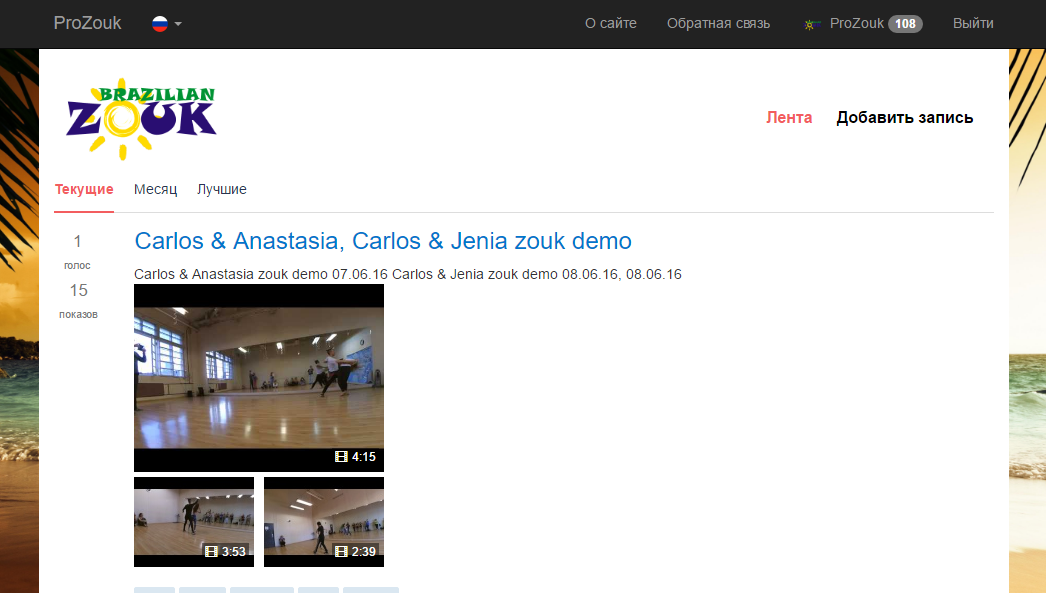 ProZouk
О сайте
Обратная связь
ProZouk 108
Выйти
BRAZILIAN
ZOUK
Лента
Добавить запись
Текущие
Месяц
Лучшие
1
голос
15
показов
Carlos & Anastasia, Carlos & Jenia zouk demo
Carlos & Anastasia zouk demo 07.06.16 Carlos & Jenia zouk demo 08.06.16, 08.06.16
4:15
3:53
2:39